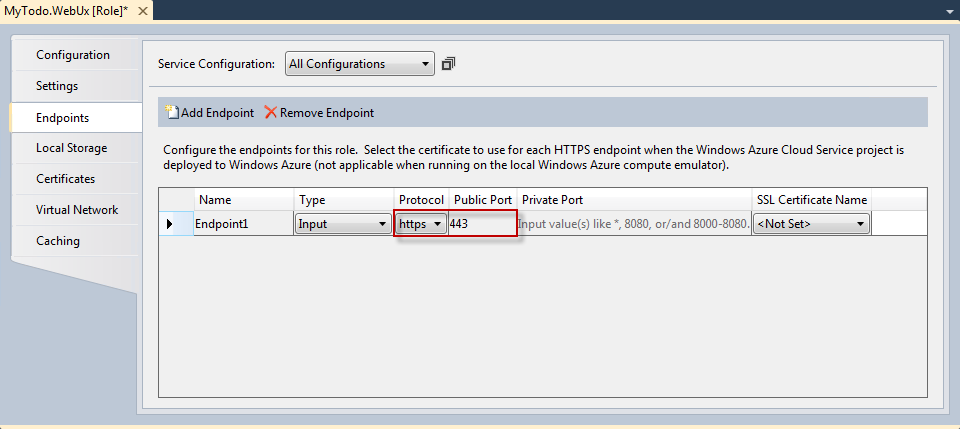 MyTodo.WebUx [Role]*
Configuration
Settings
Endpoints
Local Storage
Certificates
Virtual Network
Caching
Service Configuration: All Configurations
Add Endpoint Remove Endpoint
Configure the endpoints for this role. Select the certificate to use for each HTTPS endpoint when the Windows Azure Cloud Service project is
deployed to Windows Azure (not applicable when running on the local Windows Azure compute emulator).
Name Type Protocol Public Port Private Port SSL Certificate Name
Endpoint1 Input https 443 Input value(s) like *, 8080, or/and 8000-8080. <Not Set>